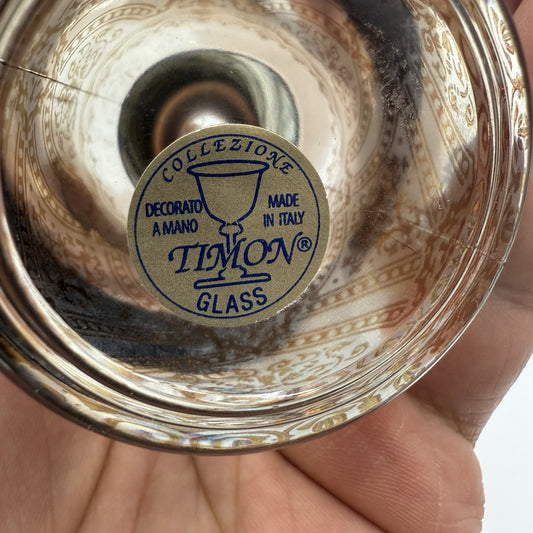 COLLEZIONE
DECORATO
A MANO
MADE
IN ITALY
TIMON®
GLASS